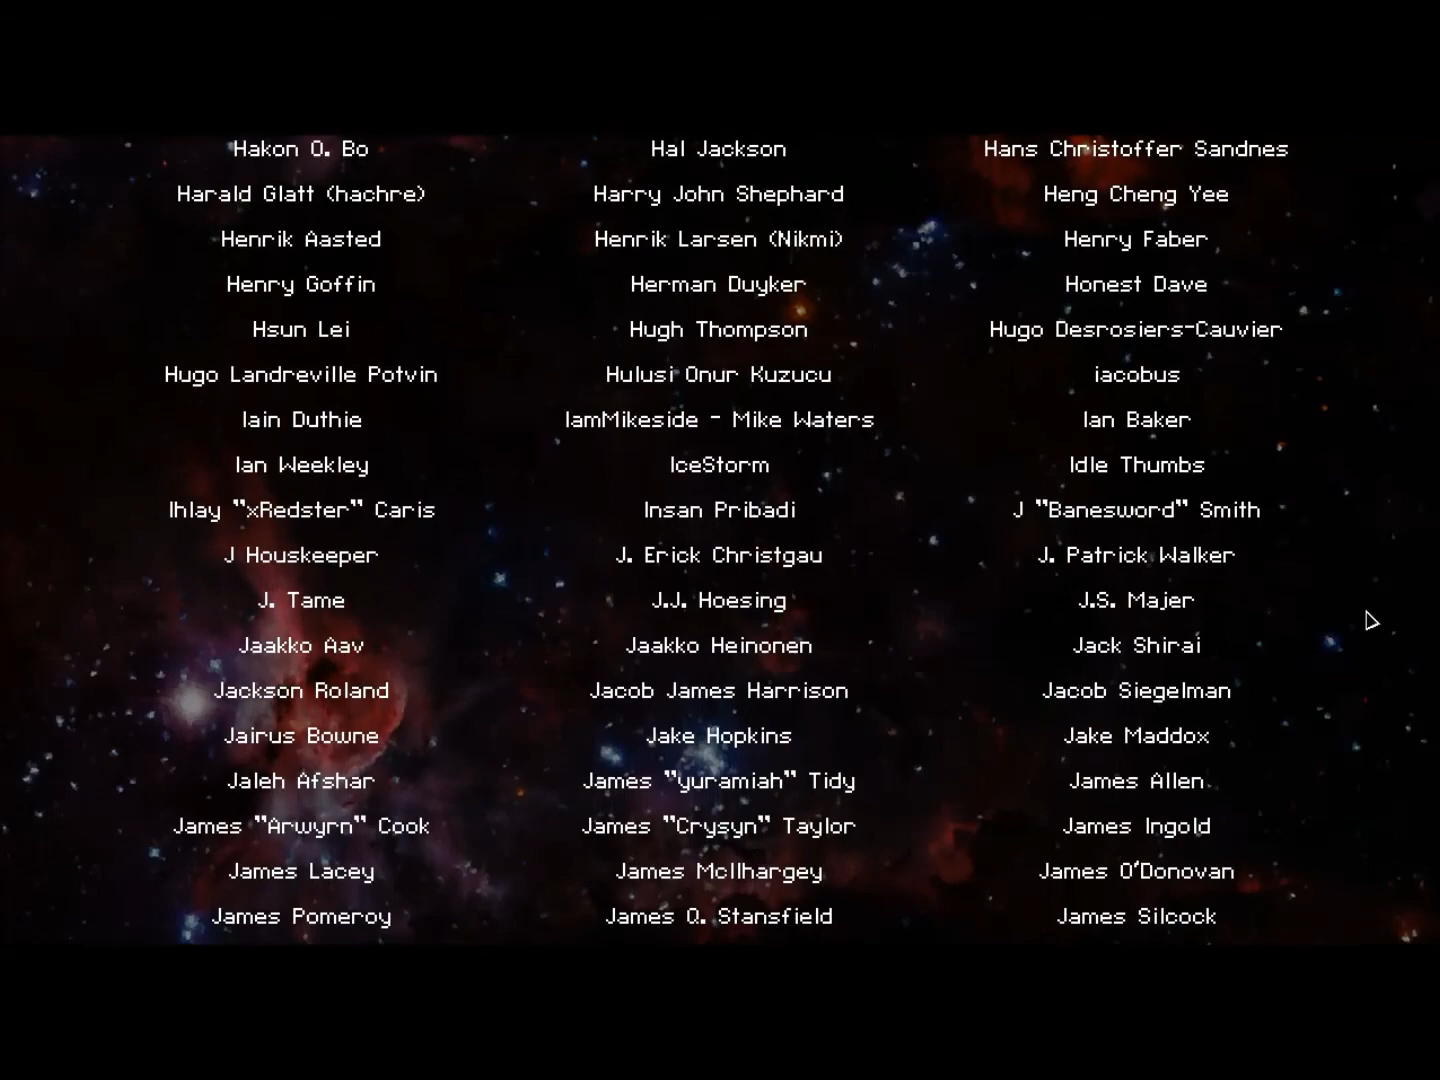 Hakon O. Bo Hal Jackson Hans Christoffer Sandnes
Harald Glatt (hachre) Harry John Shephard Heng Cheng Yee
Henrik Aasted Henrik Larsen (Nikmi) Henry Faber
Henry Goffin Herman Duyker Honest Dave
Hsun Lei Hugh Thompson Hugo Desrosiers-Cauvier
Hugo Landreville Potvin Hulusi Onur Kuzucu iacobus
Iain Duthie IamMikeside - Mike Waters Ian Baker
Ian Weekley IceStorm Idle Thumbs
Ihlay "xRedster" Caris Insan Pribadi J "Banesword" Smith
J Houskeeper J. Erick Christgau J. Patrick Walker
J. Tame J.J. Hoesing J.S. Majer
Jaakko Aav Jaakko Heinonen Jack Shirai
Jackson Roland Jacob James Harrison Jacob Siegelman
Jairus Bowne Jake Hopkins Jake Maddox
Jaleh Afshar James "yuramiah" Tidy James Allen
James "Arwyrn" Cook James "Crysyn" Taylor James Ingold
James Lacey James McIlhargey James O'Donovan
James Pomeroy James Q. Stansfield James Silcock